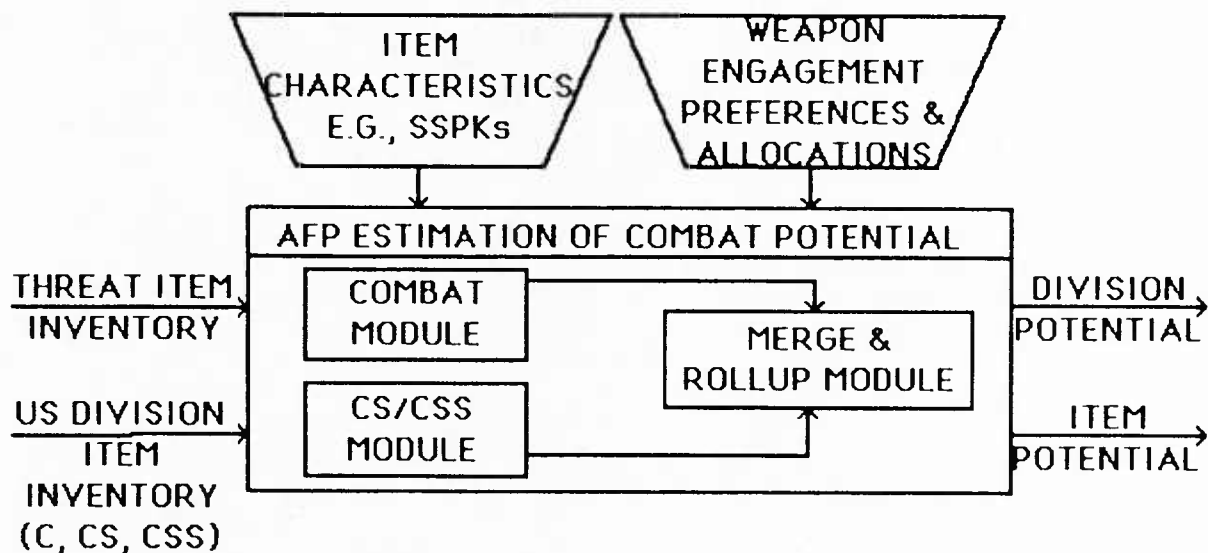 ITEM
CHARACTERISTICS
E.G., SSPKs
WEAPON
ENGAGEMENT
PREFERENCES &
ALLOCATIONS
AFP ESTIMATION OF COMBAT POTENTIAL
THREAT ITEM
INVENTORY
US DIVISION
ITEM
INVENTORY
(C, CS, CSS)
COMBAT
MODULE
CS/CSS
MODULE
MERGE &
ROLLUP MODULE
DIVISION
POTENTIAL
ITEM
POTENTIAL